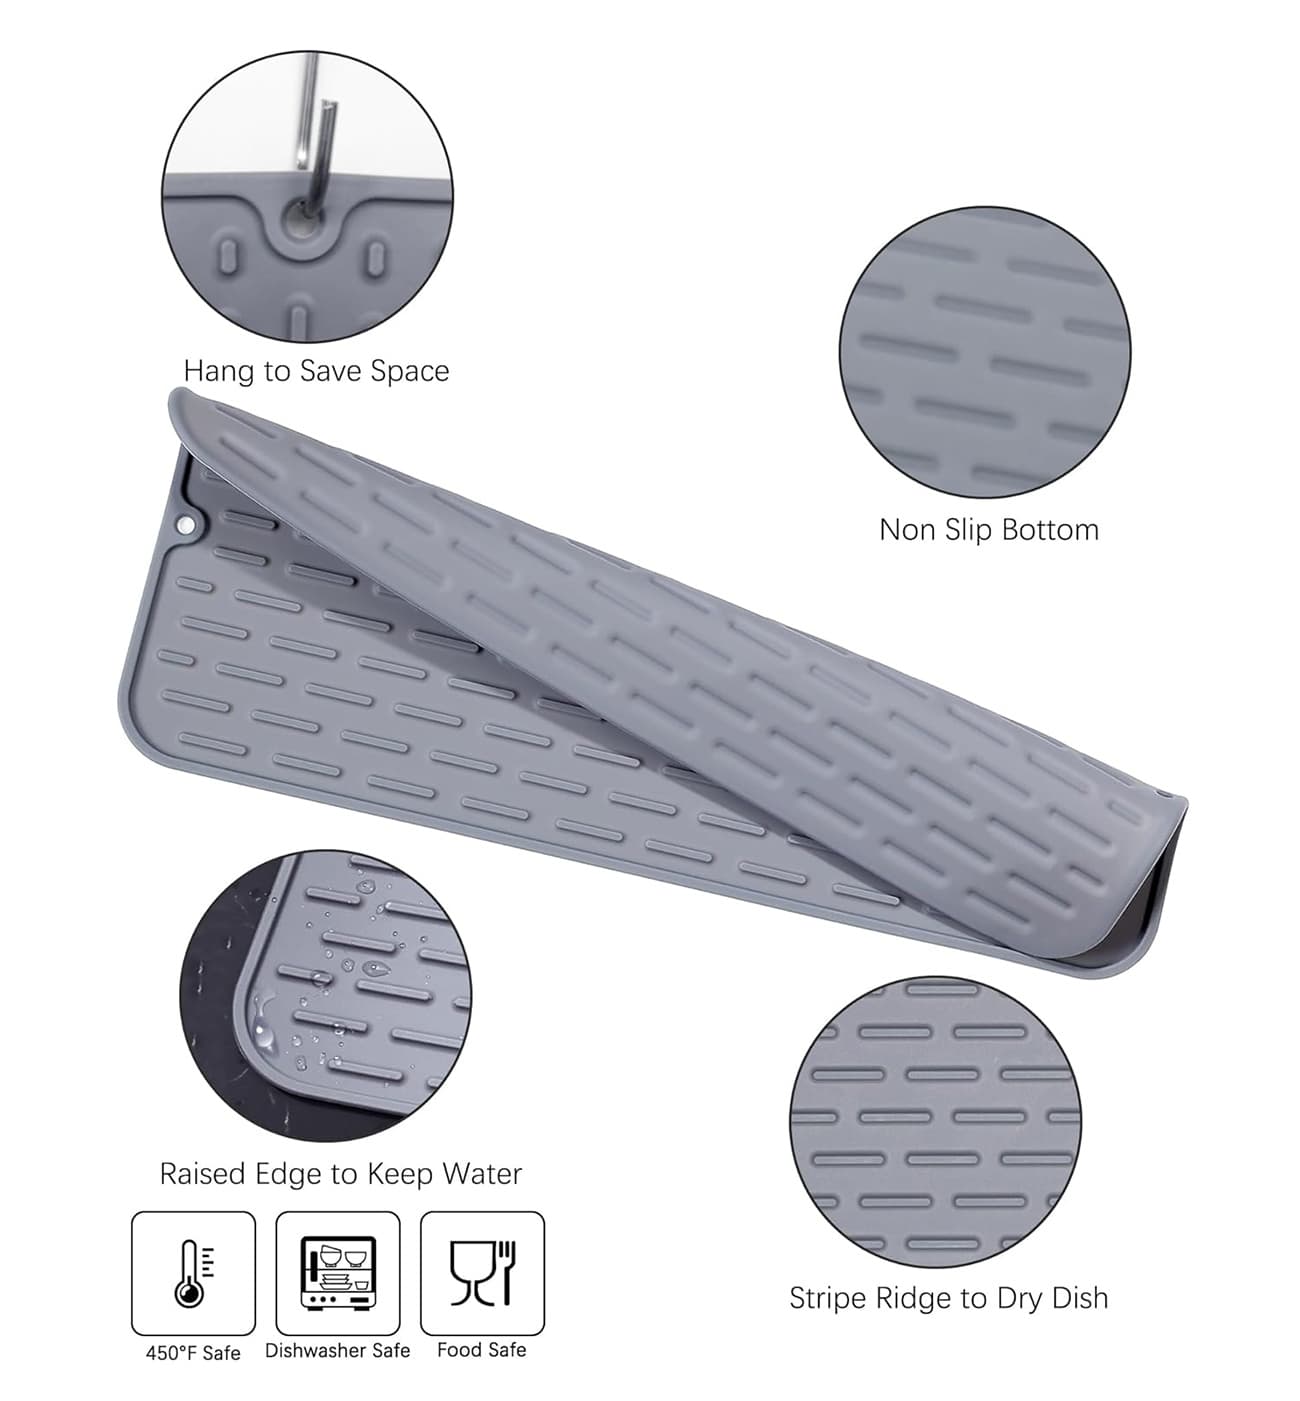 Hang to Save Space
Non Slip Bottom
Raised Edge to Keep Water
Stripe Ridge to Dry Dish
450°F Safe
Dishwasher Safe
Food Safe